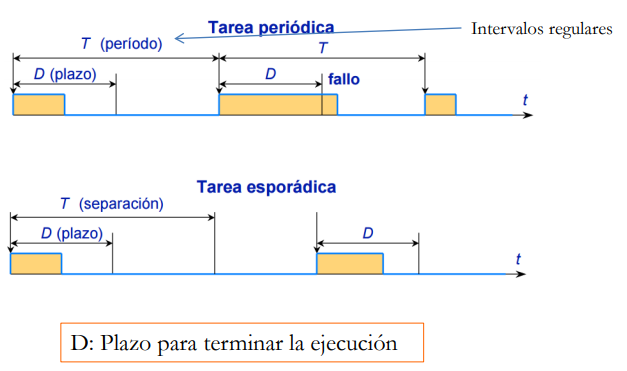 Tarea periódica
Intervalos regulares
T (período)
T
D (plazo)
D
fallo
t
Tarea esporádica
T (separación)
D (plazo)
D
t
D: Plazo para terminar la ejecución